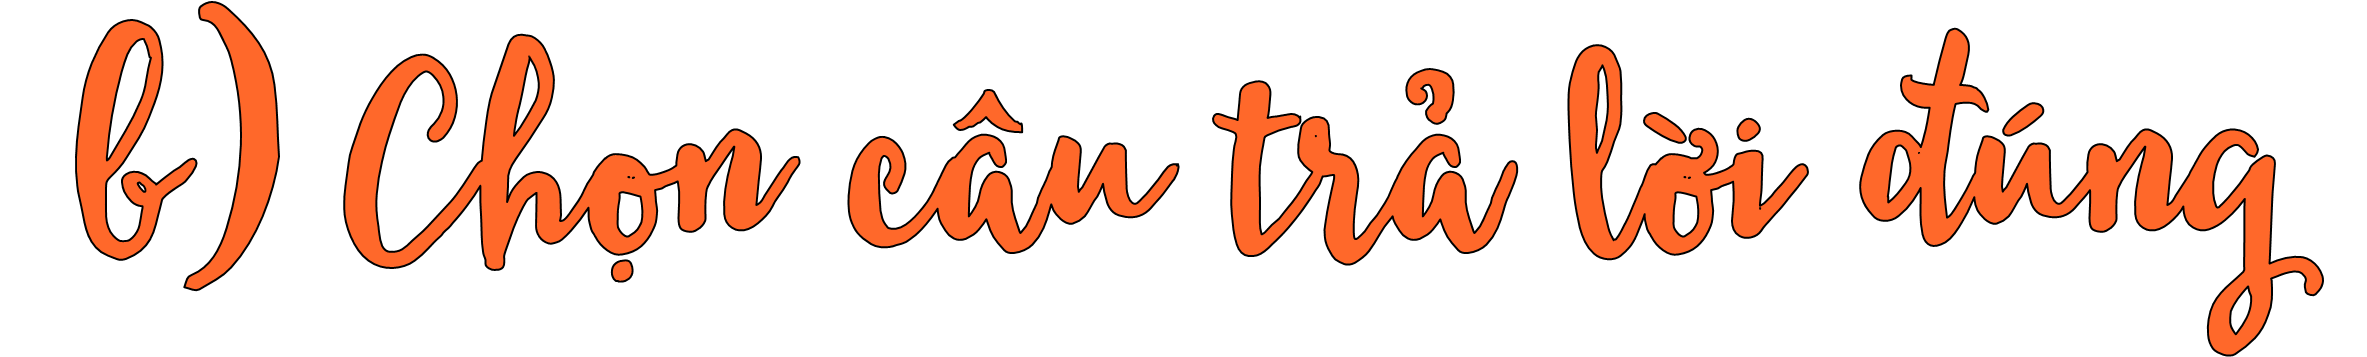 b) Chọn câu trả lời đúng